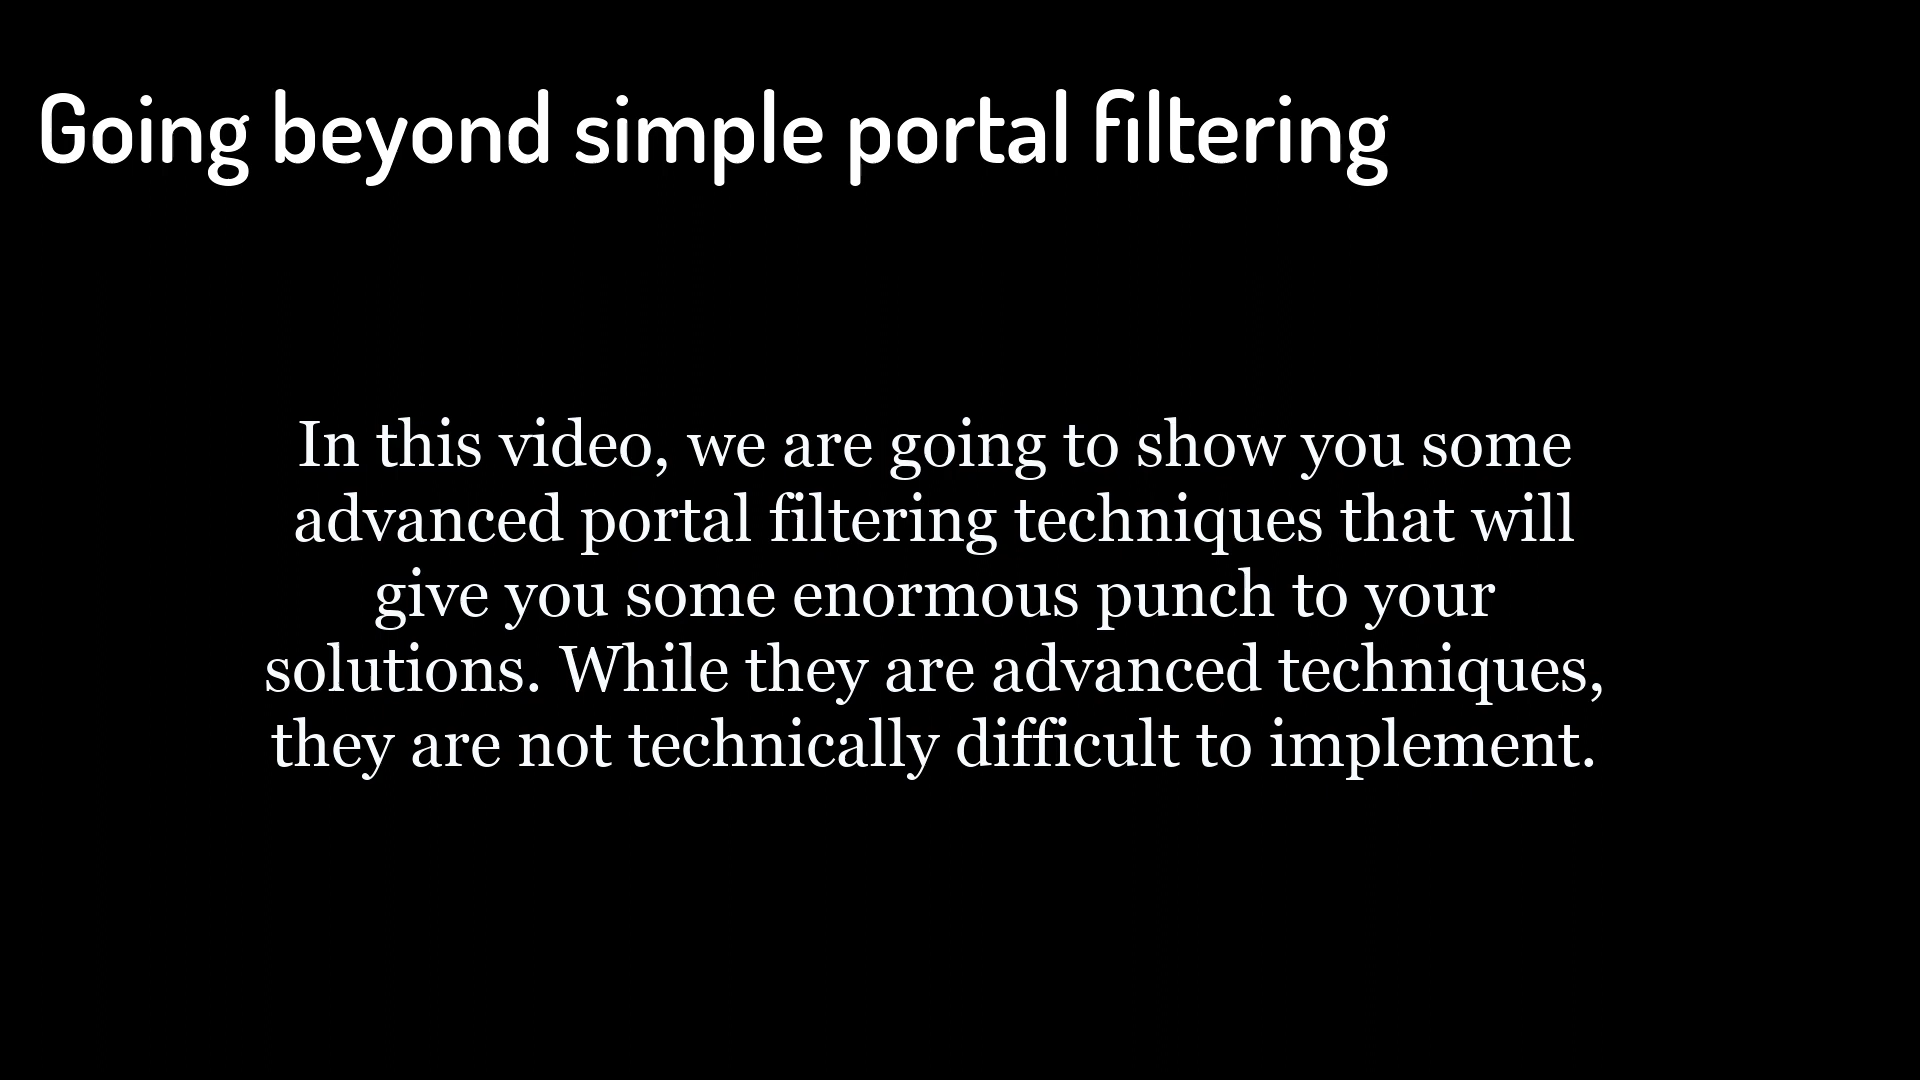 Going beyond simple portal filtering
In this video, we are going to show you some
advanced portal filtering techniques that will
give you some enormous punch to your
solutions. While they are advanced techniques,
they are not technically difficult to implement.